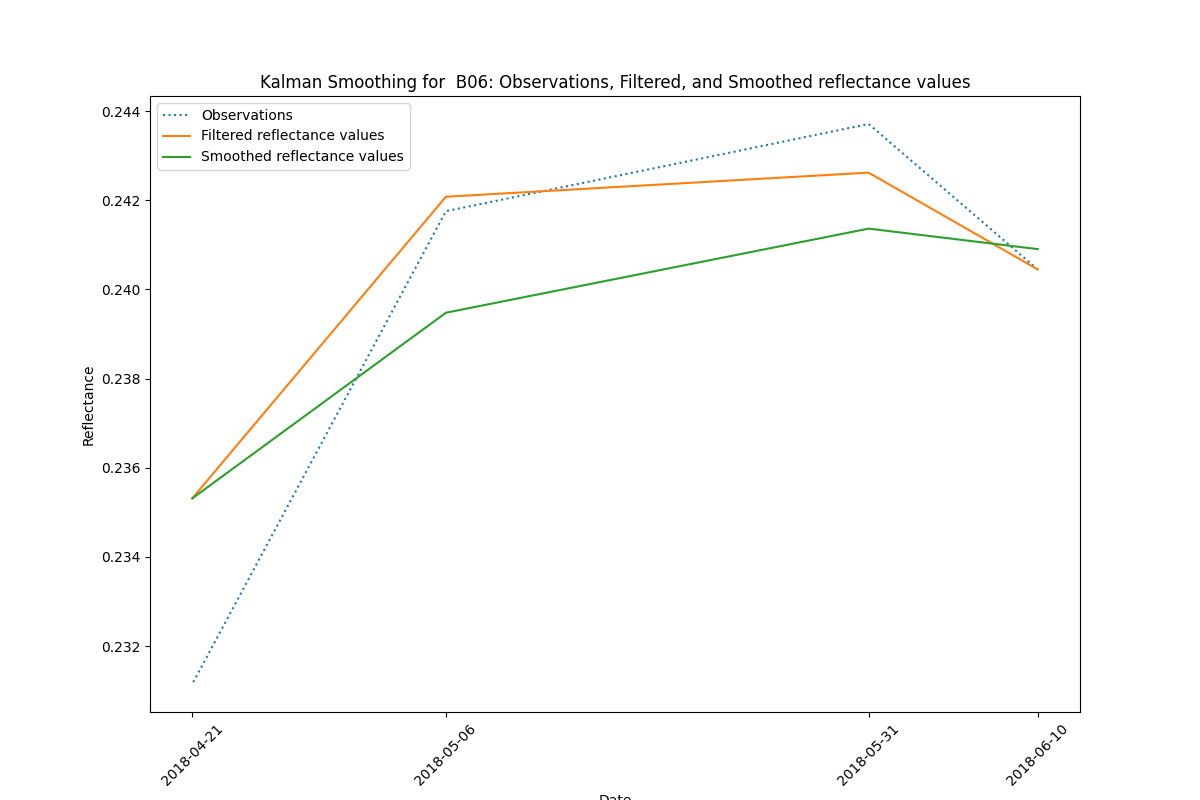 Kalman Smoothing for  B06: Observations, Filtered, and Smoothed reflectance values
Observations
Filtered reflectance values
Smoothed reflectance values
0.244
0.242
0.240
0.238
0.236
0.234
0.232
Reflectance
2018-04-21
2018-05-06
2018-05-31
2018-06-10
Date